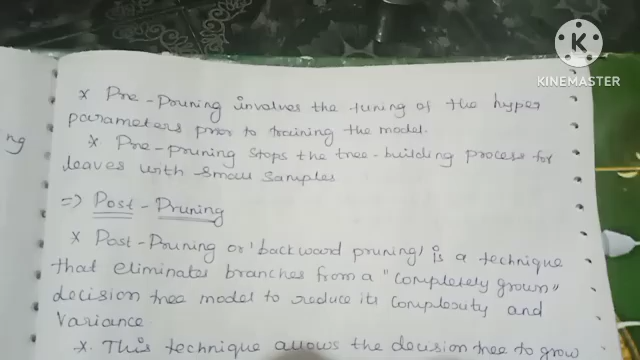 K
KINEMASTER
* Pre-Pruning involves the tuning of the hyper
parameters prior to training the model.
ng
* Pre-pruning stops the tree-building process for
leaves with small samples
=) Post-Pruning
* Post-Pruning or 'backward pruning' is a technique
that eliminates branches from a "completely grown"
decision tree model to reduce its complexity and
variance
*. This technique allows the decision tree to grow